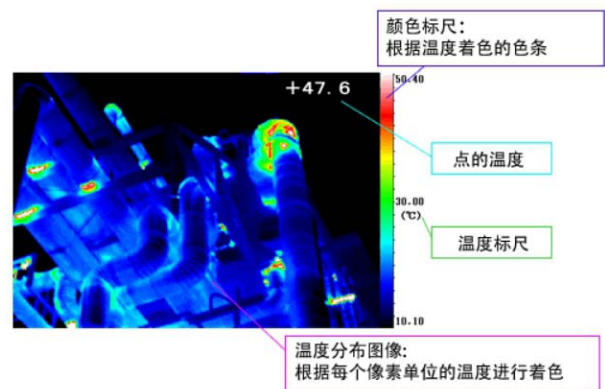 颜色标尺：
根据温度着色的色条
50.40
+47.6
点的温度
30.00
(℃)
温度标尺
10.10
温度分布图像：
根据每个像素单位的温度进行着色